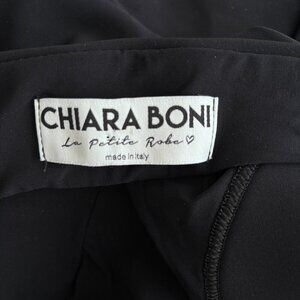 CHIARA BONI
La Petite Robe♡
made in italy